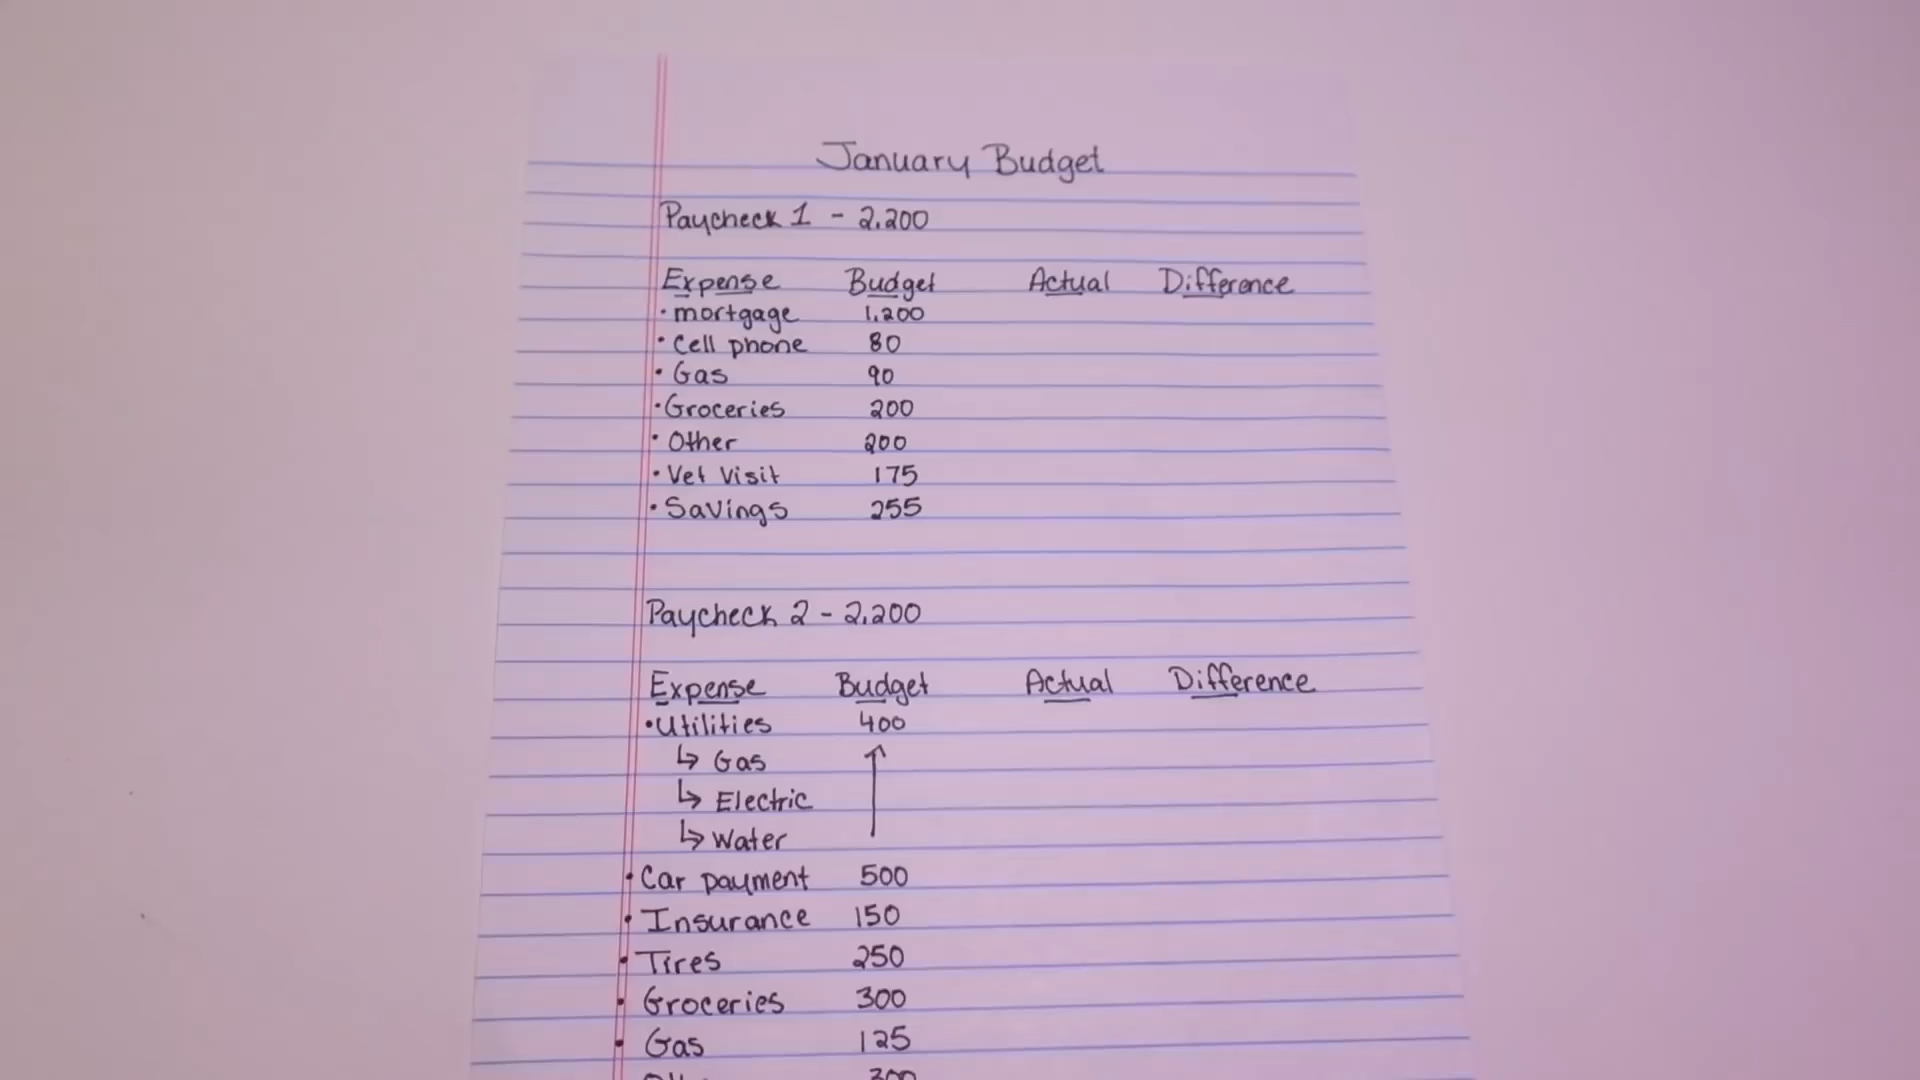 January Budget
Paycheck 1 - 2,200
Expense Budget Actual Difference
• mortgage 1,200
• Cell phone 80
• Gas 90
• Groceries 200
• Other 200
• Vet Visit 175
• Savings 255
Paycheck 2 - 2,200
Expense Budget Actual Difference
• Utilities 400
↳ Gas
↳ Electric
↳ Water
• Car payment 500
• Insurance 150
• Tires 250
• Groceries 300
• Gas 125
300